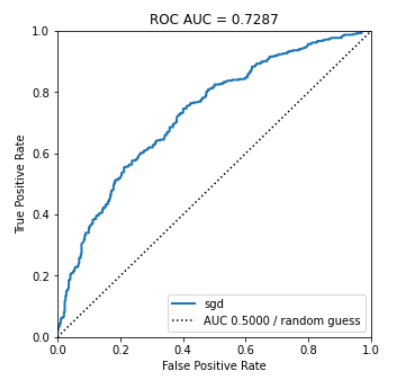 ROC AUC = 0.7287
1.0
0.8
0.6
0.4
0.2
0.0
True Positive Rate
sgd
AUC 0.5000 / random guess
0.0 0.2 0.4 0.6 0.8 1.0
False Positive Rate